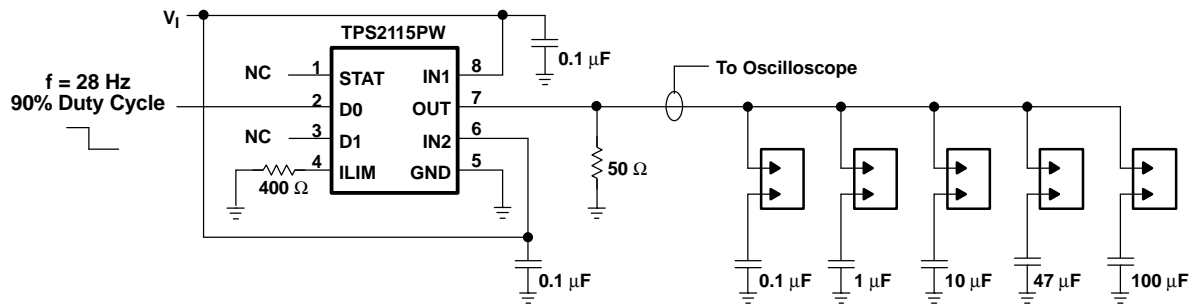 VI
TPS2115PW
0.1 µF
f = 28 Hz
90% Duty Cycle
NC
1
STAT
IN1
8
To Oscilloscope
2
D0
OUT
7
NC
3
D1
IN2
6
4
ILIM
GND
5
400 Ω
50 Ω
0.1 µF
0.1 µF
1 µF
10 µF
47 µF
100 µF